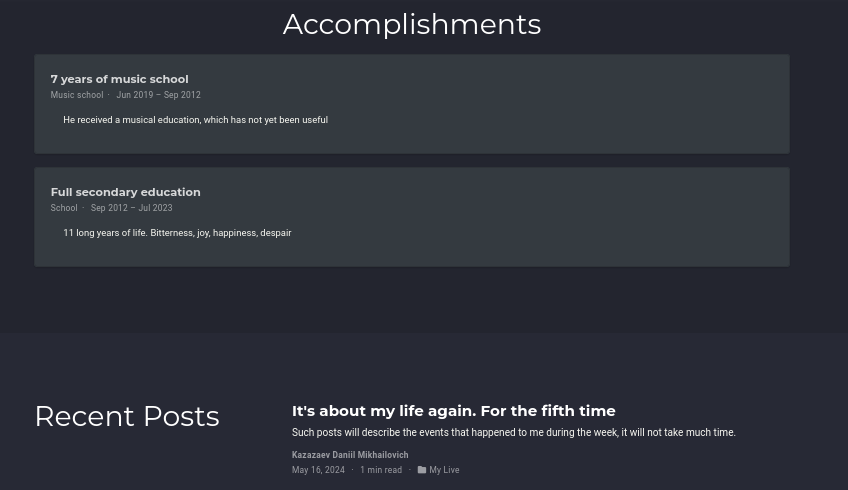 Accomplishments
7 years of music school
Music school · Jun 2019 – Sep 2012
He received a musical education, which has not yet been useful
Full secondary education
School · Sep 2012 – Jul 2023
11 long years of life. Bitterness, joy, happiness, despair
Recent Posts
It's about my life again. For the fifth time
Such posts will describe the events that happened to me during the week, it will not take much time.
Kazazaev Daniil Mikhailovich
May 16, 2024 · 1 min read · My Live